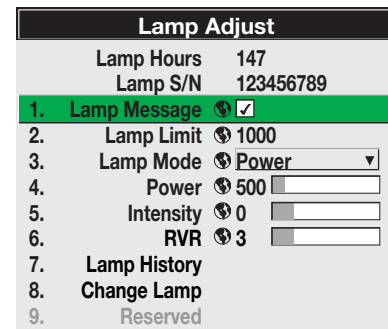 Lamp Adjust
Lamp Hours 147
Lamp S/N 123456789
1. Lamp Message
2. Lamp Limit 1000
3. Lamp Mode Power
4. Power 500
5. Intensity 0
6. RVR 3
7. Lamp History
8. Change Lamp
9. Reserved